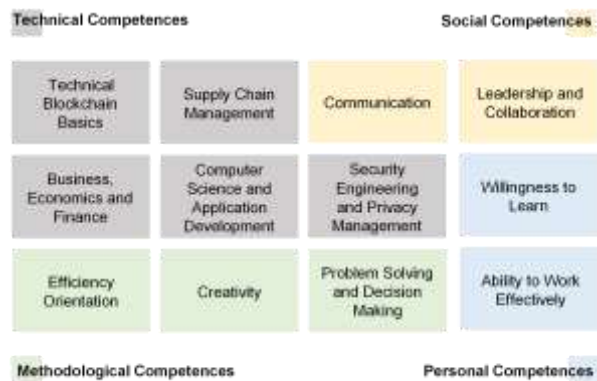 Technical Competences
Social Competences
Technical
Blockchain
Basics
Supply Chain
Management
Communication
Leadership and
Collaboration
Business,
Economics and
Finance
Computer
Science and
Application
Development
Security
Engineering
and Privacy
Management
Willingness to
Learn
Efficiency
Orientation
Creativity
Problem Solving
and Decision
Making
Ability to Work
Effectively
Methodological Competences
Personal Competences